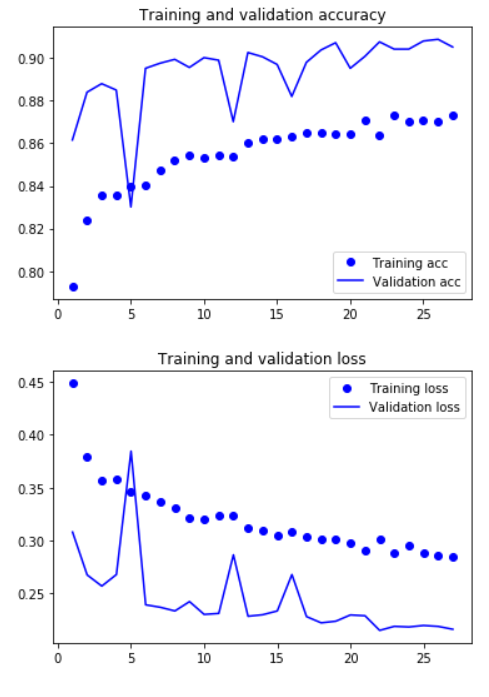 Training and validation accuracy
0.90
0.88
0.86
0.84
0.82
0.80
Training acc
Validation acc
0 5 10 15 20 25
Training and validation loss
0.45
Training loss
Validation loss
0.40
0.35
0.30
0.25
0 5 10 15 20 25